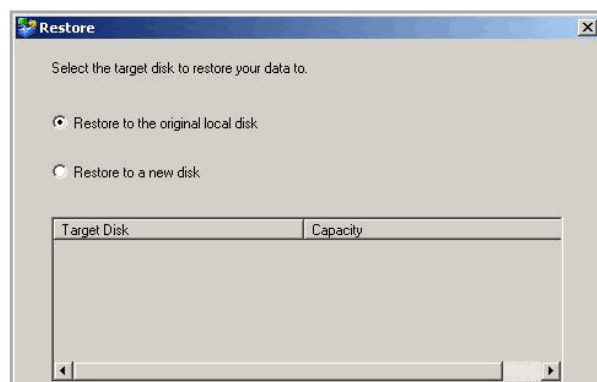 Restore
Select the target disk to restore your data to.
Restore to the original local disk
Restore to a new disk
Target Disk Capacity